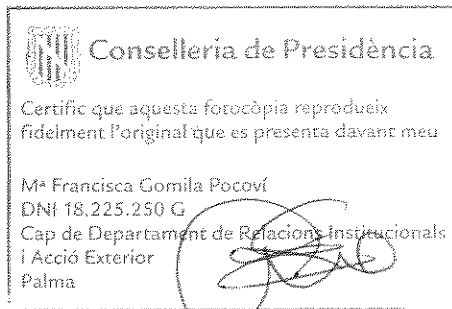 Conselleria de Presidència
Certific que aquesta fotocòpia reprodueix
fidelment l'original que es presenta davant meu
Mª Francisca Gomila Pocoví
DNI 18.225.250 G
Cap de Departament de Relacions Institucionals
i Acció Exterior
Palma